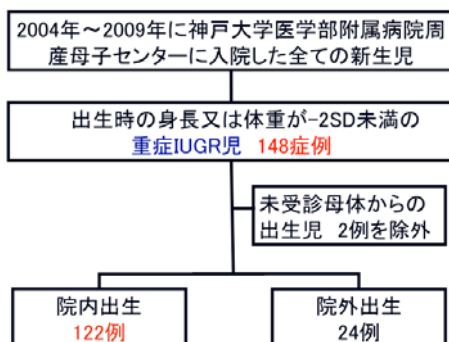 2004年～2009年に神戸大学医学部附属病院周
産母子センターに入院した全ての新生児
出生時の身長又は体重が-2SD未満の
重症IUGR児 148症例
未受診母体からの
出生児 2例を除外
院内出生
122例
院外出生
24例